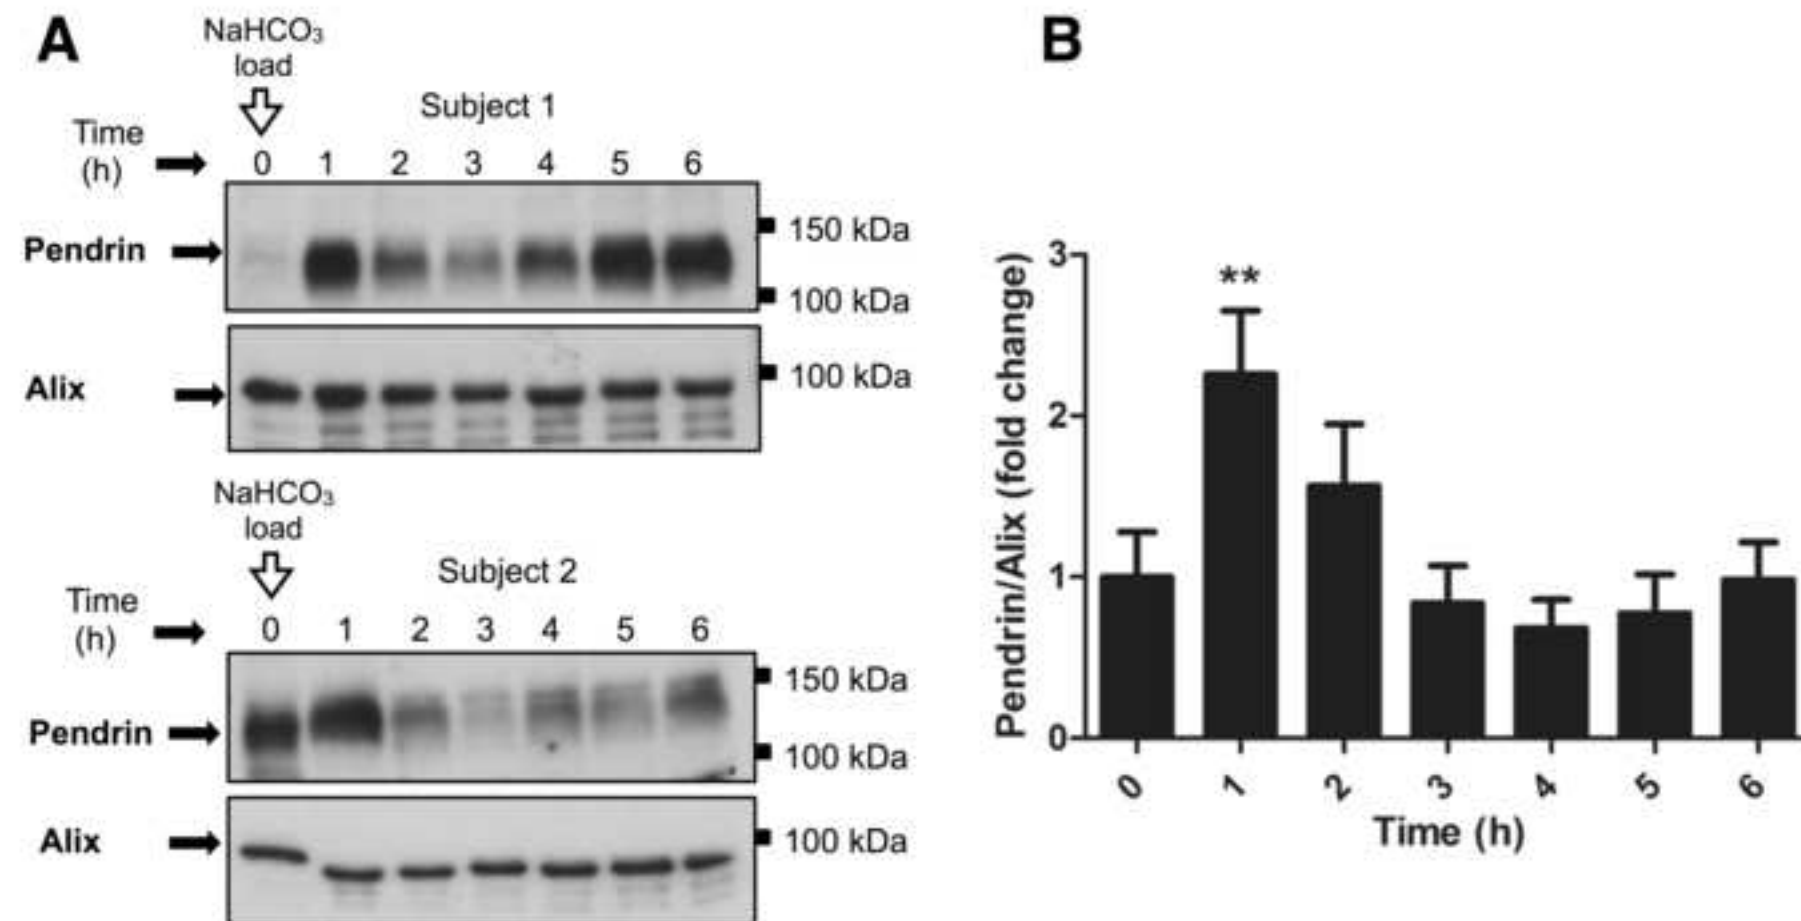 A
NaHCO₃
load
Subject 1
Time
(h)
0 1 2 3 4 5 6
Pendrin
150 kDa
100 kDa
Alix
100 kDa
NaHCO₃
load
Subject 2
Time
(h)
0 1 2 3 4 5 6
Pendrin
150 kDa
100 kDa
Alix
100 kDa
B
Pendrin/Alix (fold change)
3
2
1
0
**
0 1 2 3 4 5 6
Time (h)